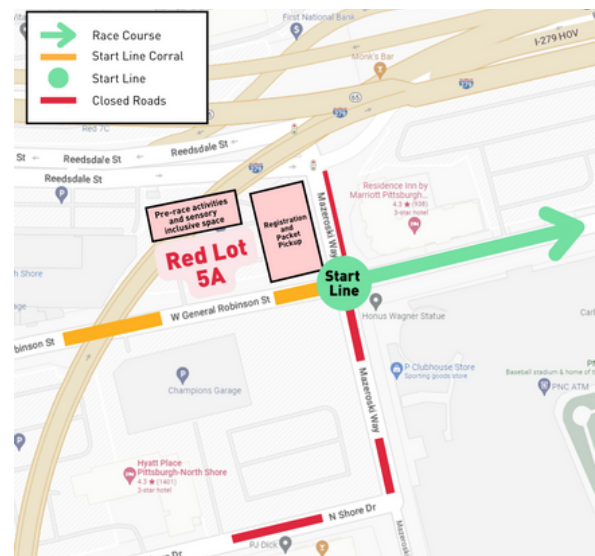 Race Course
Start Line Corral
Start Line
Closed Roads
First National Bank
Monk's Bar
I-279 HOV
65
279
Red 7C
65
279
St
Reedsdale St
Reedsdale St
279
P
Pre-race activities
and sensory
inclusive space
Registration
and
Packet
Pickup
Mazeroski Way
Residence Inn by
Marriott Pittsburgh...
4.3 ★ (938)
3-star hotel
Red Lot
5A
Start
Line
W General Robinson St
obinson St
Honus Wagner Statue
P Clubhouse Store
Sporting goods store
Baseball stadium & home of t
PNC ATM
Champions Garage
P
Mazeroski Way
Hyatt Place
Pittsburgh-North Shore
4.3 ★ (1401)
3-star hotel
P
N Shore Dr
Dr
PJ Dick